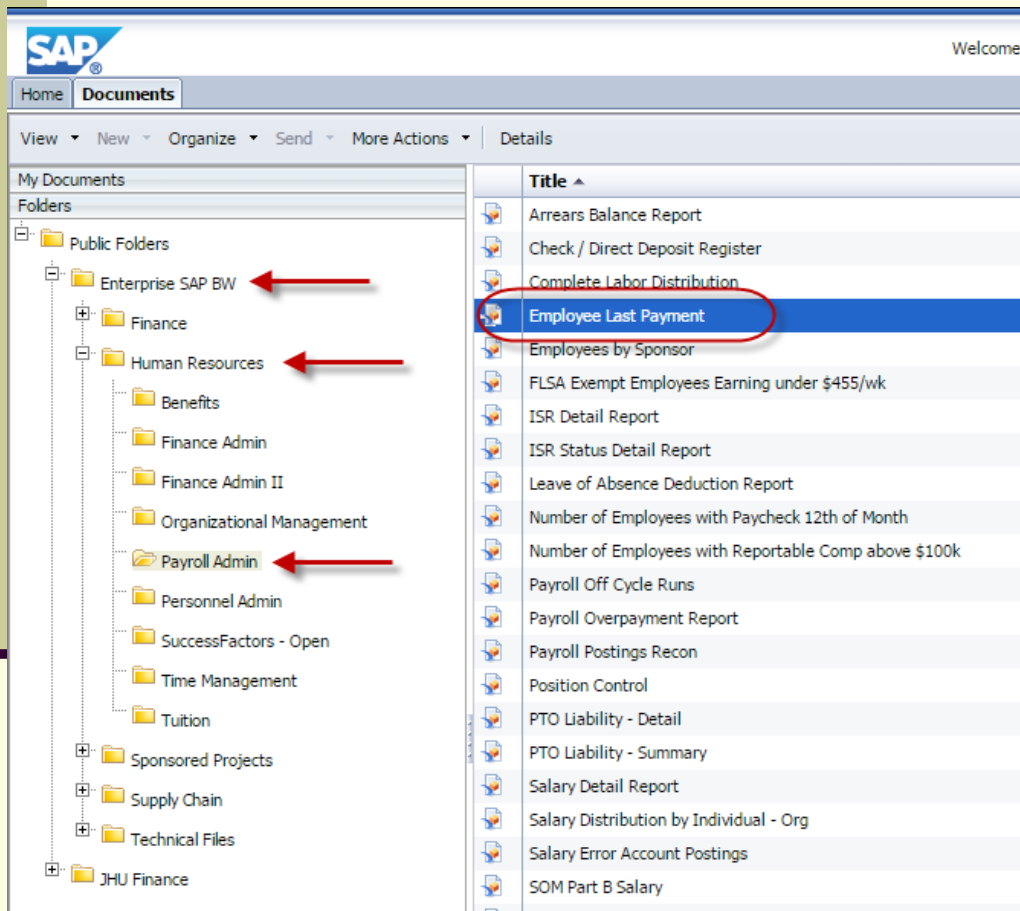 SAP
®
Welcome
Home Documents
View New Organize Send More Actions Details
My Documents
Folders
Public Folders
Enterprise SAP BW
Finance
Human Resources
Benefits
Finance Admin
Finance Admin II
Organizational Management
Payroll Admin
Personnel Admin
SuccessFactors - Open
Time Management
Tuition
Sponsored Projects
Supply Chain
Technical Files
JHU Finance
Title
Arrears Balance Report
Check / Direct Deposit Register
Complete Labor Distribution
Employee Last Payment
Employees by Sponsor
FLSA Exempt Employees Earning under $455/wk
ISR Detail Report
ISR Status Detail Report
Leave of Absence Deduction Report
Number of Employees with Paycheck 12th of Month
Number of Employees with Reportable Comp above $100k
Payroll Off Cycle Runs
Payroll Overpayment Report
Payroll Postings Recon
Position Control
PTO Liability - Detail
PTO Liability - Summary
Salary Detail Report
Salary Distribution by Individual - Org
Salary Error Account Postings
SOM Part B Salary